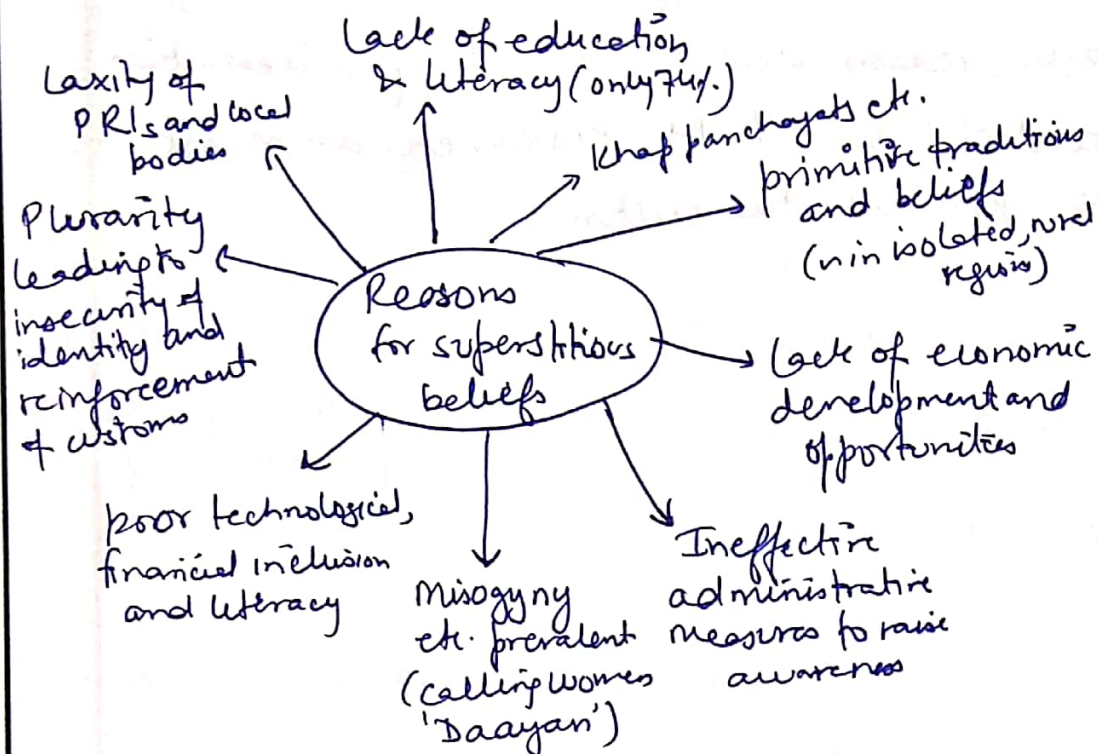 Reasons
for superstitious
beliefs
Lack of education
& literacy (only 74%.)
Khap panchayats etc.
primitive traditions
and beliefs
(in isolated, rural
regions)
Lack of economic
development and
opportunities
Ineffective
administrative
measures to raise
awareness
Misogyny
etc. prevalent
(calling women
'Daayan')
poor technological,
financial inclusion
and literacy
Plurarity
leading to
insecurity of
identity and
reinforcement
of customs
Laxity of
PRIs and local
bodies